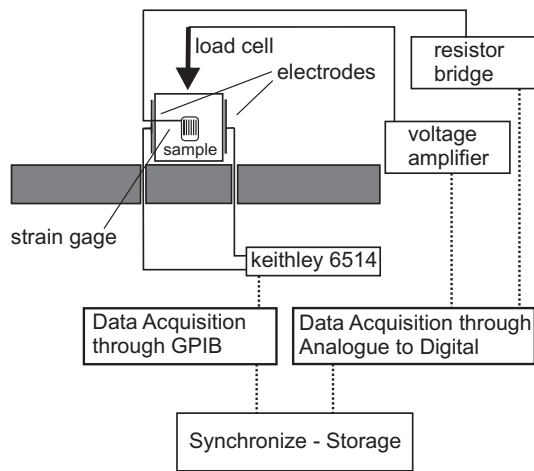 load cell
resistor
bridge
electrodes
voltage
amplifier
sample
strain gage
keithley 6514
Data Acquisition
through GPIB
Data Acquisition through
Analogue to Digital
Synchronize - Storage